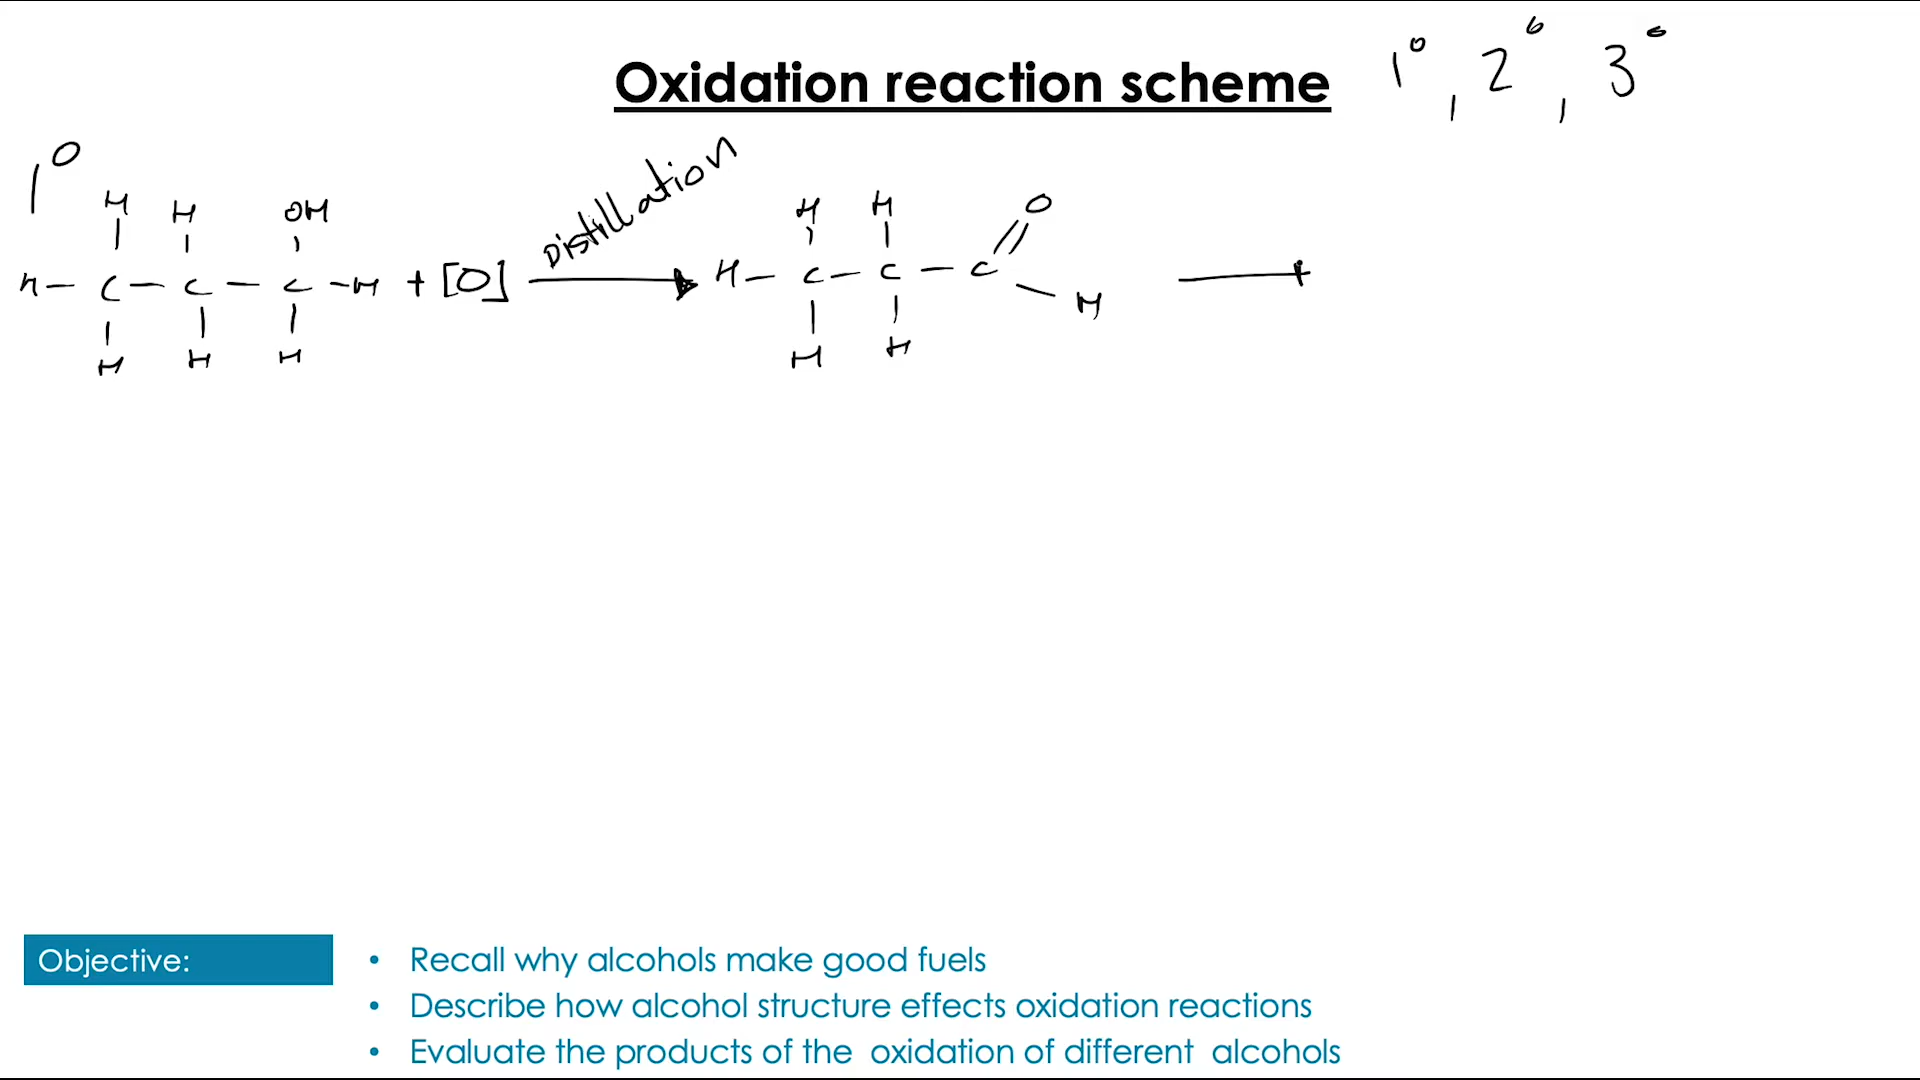 Oxidation reaction scheme
1°, 2°, 3°
1°
Distillation
H H OH
H — C — C — C — H + [O] → H — C — C — C →
H H H
H H O
H
H H
Objective:
• Recall why alcohols make good fuels
• Describe how alcohol structure effects oxidation reactions
• Evaluate the products of the oxidation of different alcohols